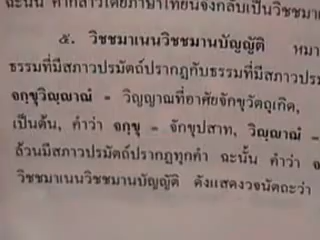 ฉะนั้น คำกล่าวโดยภาษาไทยนี้จึงกลับเป็นวิชชมา
๕. วิชชมาเนนวิชชมานบัญญัติ หมา
ธรรมที่มีสภาวปรมัตถ์ปรากฏกับธรรมที่มีสภาวปร
จกฺขุวิญฺญาณํ - วิญญาณที่อาศัยจักขุวัตถุเกิด,
เป็นต้น, คำว่า จกฺขุ - จักขุปสาท, วิญฺญาณํ -
ล้วนมีสภาวปรมัตถ์ปรากฏทุกคำ ฉะนั้น คำว่า จ
วิชชมาเนนวิชชมานบัญญัติ ดังแสดงวจนัตถะว่า